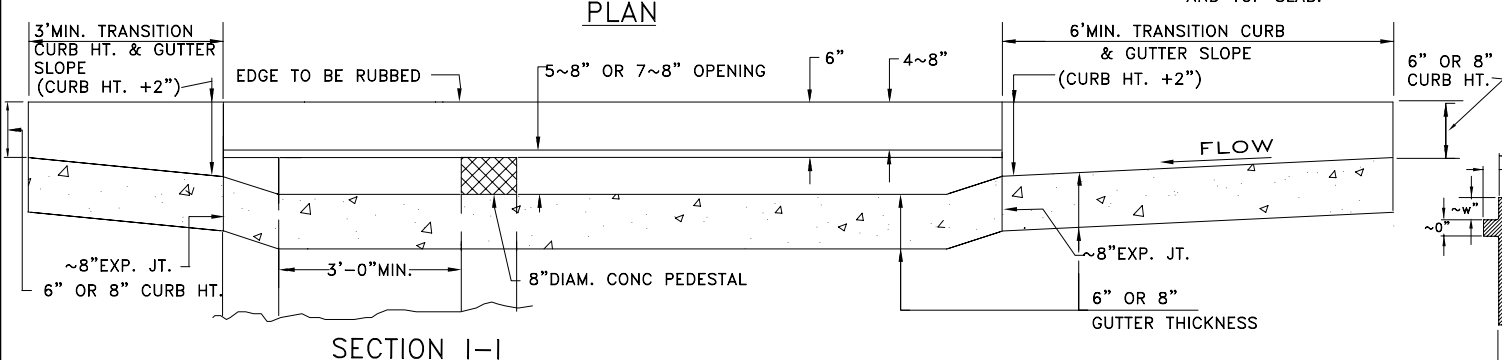 AND TOP SLAB.
PLAN
3'MIN. TRANSITION
CURB HT. & GUTTER
SLOPE
(CURB HT. +2")
EDGE TO BE RUBBED
5~8" OR 7~8" OPENING
6"
4~8"
6'MIN. TRANSITION CURB
& GUTTER SLOPE
(CURB HT. +2")
6" OR 8"
CURB HT.
FLOW
~W"
~0"
~8"EXP. JT.
3'-0"MIN.
8"DIAM. CONC PEDESTAL
~8"EXP. JT.
6" OR 8" CURB HT.
6" OR 8"
GUTTER THICKNESS
SECTION I-I